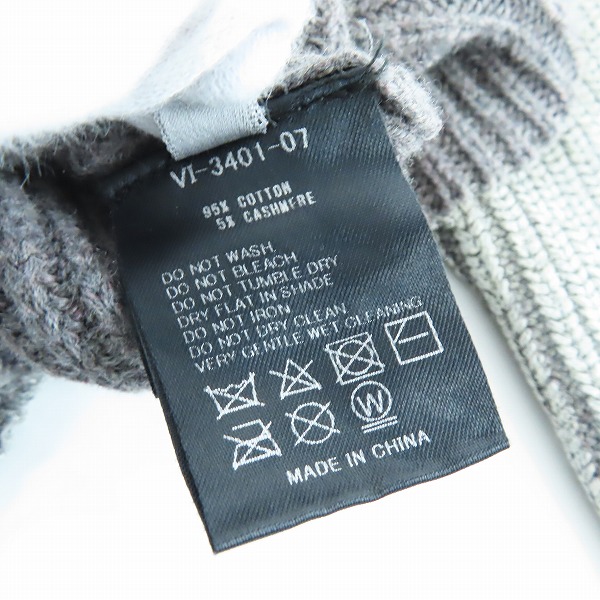 VI-3401-07
95% COTTON
5% CASHMERE
DO NOT WASH
DO NOT BLEACH
DO NOT TUMBLE DRY
DRY FLAT IN SHADE
DO NOT IRON
DO NOT DRY CLEAN
VERY GENTLE WET CLEANING
W
MADE IN CHINA